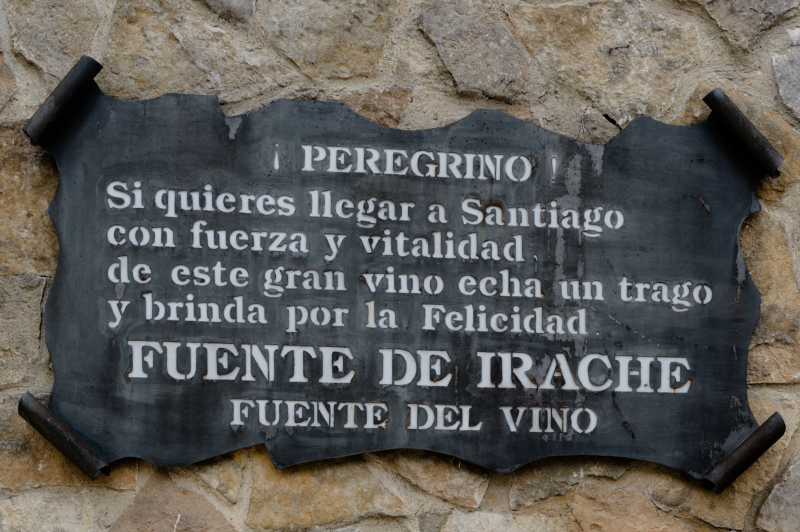 ¡ PEREGRINO !
Si quieres llegar a Santiago
con fuerza y vitalidad,
de este gran vino echa un trago
y brinda por la Felicidad.
FUENTE DE IRACHE
FUENTE DEL VINO